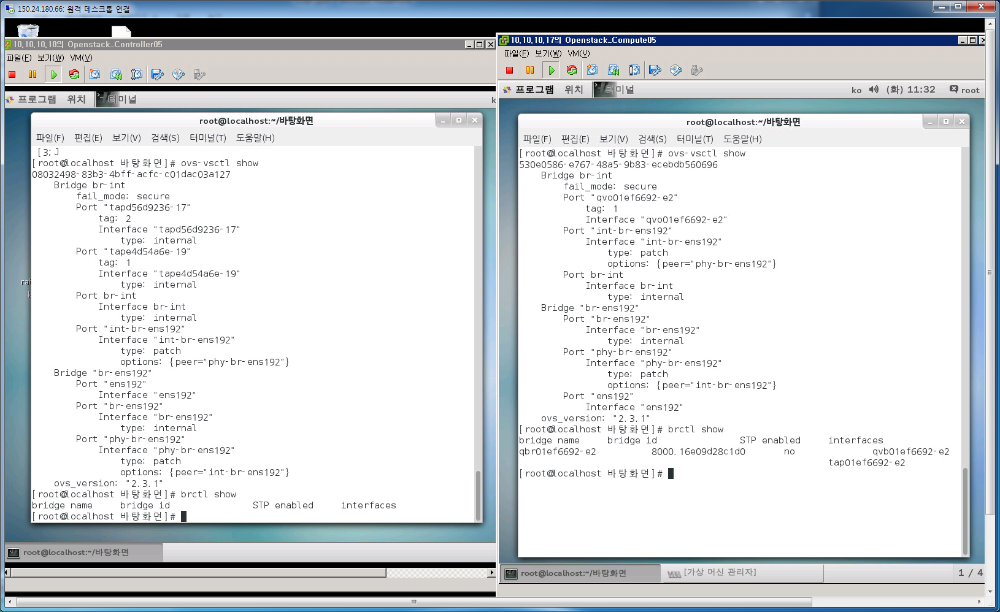 150.24.180.66: 원격 데스크톱 연결
10.10.10.18의 Openstack_Controller05
파일(F) 보기(W) VM(V)
프로그램 위치 터미널
k
root@localhost:~/바탕화면
파일(F) 편집(E) 보기(V) 검색(S) 터미널(T) 도움말(H)
[3;J
[root@localhost 바탕화면]# ovs-vsctl show
08032498-83b3-4bff-acfc-c01dac03a127
Bridge br-int
fail_mode: secure
Port "tapd56d9236-17"
tag: 2
Interface "tapd56d9236-17"
type: internal
Port "tape4d54a6e-19"
tag: 1
Interface "tape4d54a6e-19"
type: internal
Port br-int
Interface br-int
type: internal
Port "int-br-ens192"
Interface "int-br-ens192"
type: patch
options: {peer="phy-br-ens192"}
Bridge "br-ens192"
Port "ens192"
Interface "ens192"
Port "br-ens192"
Interface "br-ens192"
type: internal
Port "phy-br-ens192"
Interface "phy-br-ens192"
type: patch
options: {peer="int-br-ens192"}
ovs_version: "2.3.1"
[root@localhost 바탕화면]# brctl show
bridge name bridge id STP enabled interfaces
[root@localhost 바탕화면]#
root@localhost:~/바탕화면
10.10.10.17의 Openstack_Compute05
파일(F) 보기(W) VM(V)
프로그램 위치 터미널 ko (화) 11:32 root
root@localhost:~/바탕화면
파일(F) 편집(E) 보기(V) 검색(S) 터미널(T) 도움말(H)
[root@localhost 바탕화면]# ovs-vsctl show
530e0586-e767-48a5-9b83-ecebdb560696
Bridge br-int
fail_mode: secure
Port "qvo01ef6692-e2"
tag: 1
Interface "qvo01ef6692-e2"
Port "int-br-ens192"
Interface "int-br-ens192"
type: patch
options: {peer="phy-br-ens192"}
Port br-int
Interface br-int
type: internal
Bridge "br-ens192"
Port "br-ens192"
Interface "br-ens192"
type: internal
Port "phy-br-ens192"
Interface "phy-br-ens192"
type: patch
options: {peer="int-br-ens192"}
Port "ens192"
Interface "ens192"
ovs_version: "2.3.1"
[root@localhost 바탕화면]# brctl show
bridge name bridge id STP enabled interfaces
qbr01ef6692-e2 8000.16e09d28c1d0 no qvb01ef6692-e2
tap01ef6692-e2
[root@localhost 바탕화면]#
root@localhost:~/바탕화면 [가상 머신 관리자] 1 / 4